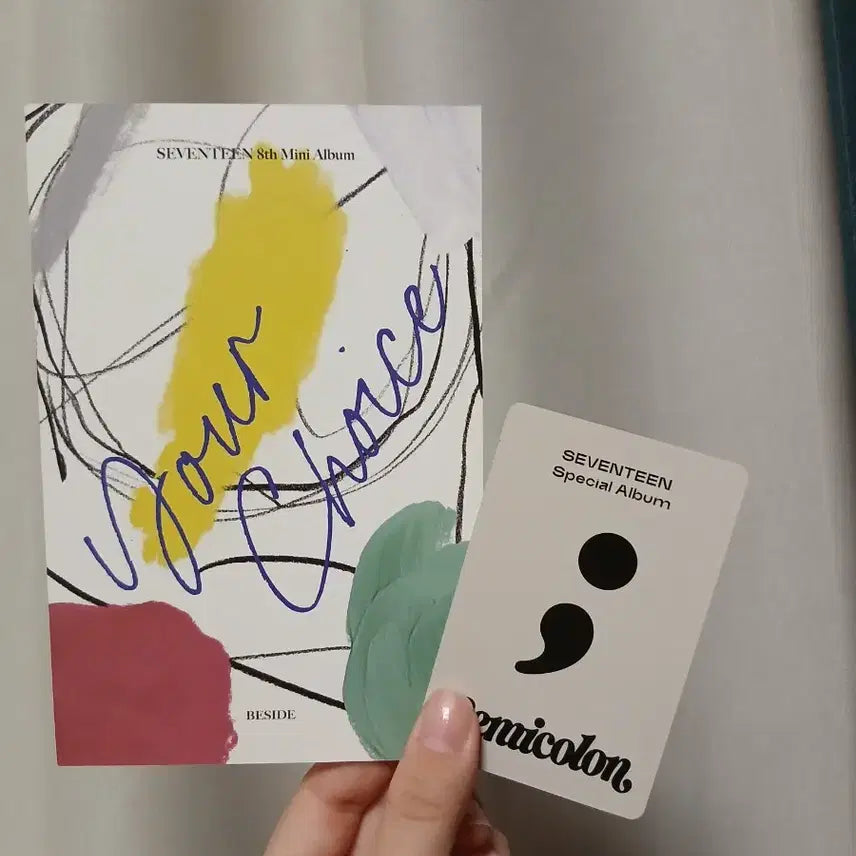 SEVENTEEN 8th Mini Album
Your
Choice
BESIDE
SEVENTEEN
Special Album
;
Semicolon.